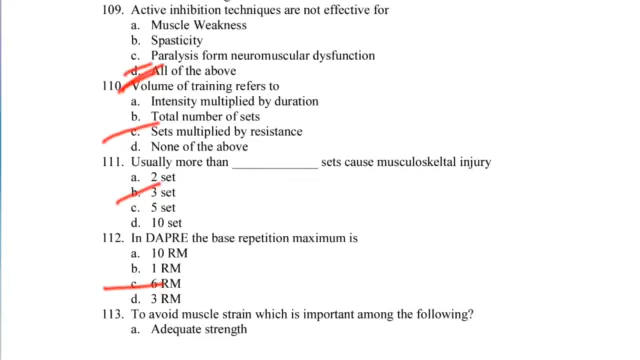 109. Active inhibition techniques are not effective for
a. Muscle Weakness
b. Spasticity
c. Paralysis form neuromuscular dysfunction
d. All of the above
110. Volume of training refers to
a. Intensity multiplied by duration
b. Total number of sets
c. Sets multiplied by resistance
d. None of the above
111. Usually more than _____________ sets cause musculoskeltal injury
a. 2 set
b. 3 set
c. 5 set
d. 10 set
112. In DAPRE the base repetition maximum is
a. 10 RM
b. 1 RM
c. 6 RM
d. 3 RM
113. To avoid muscle strain which is important among the following?
a. Adequate strength